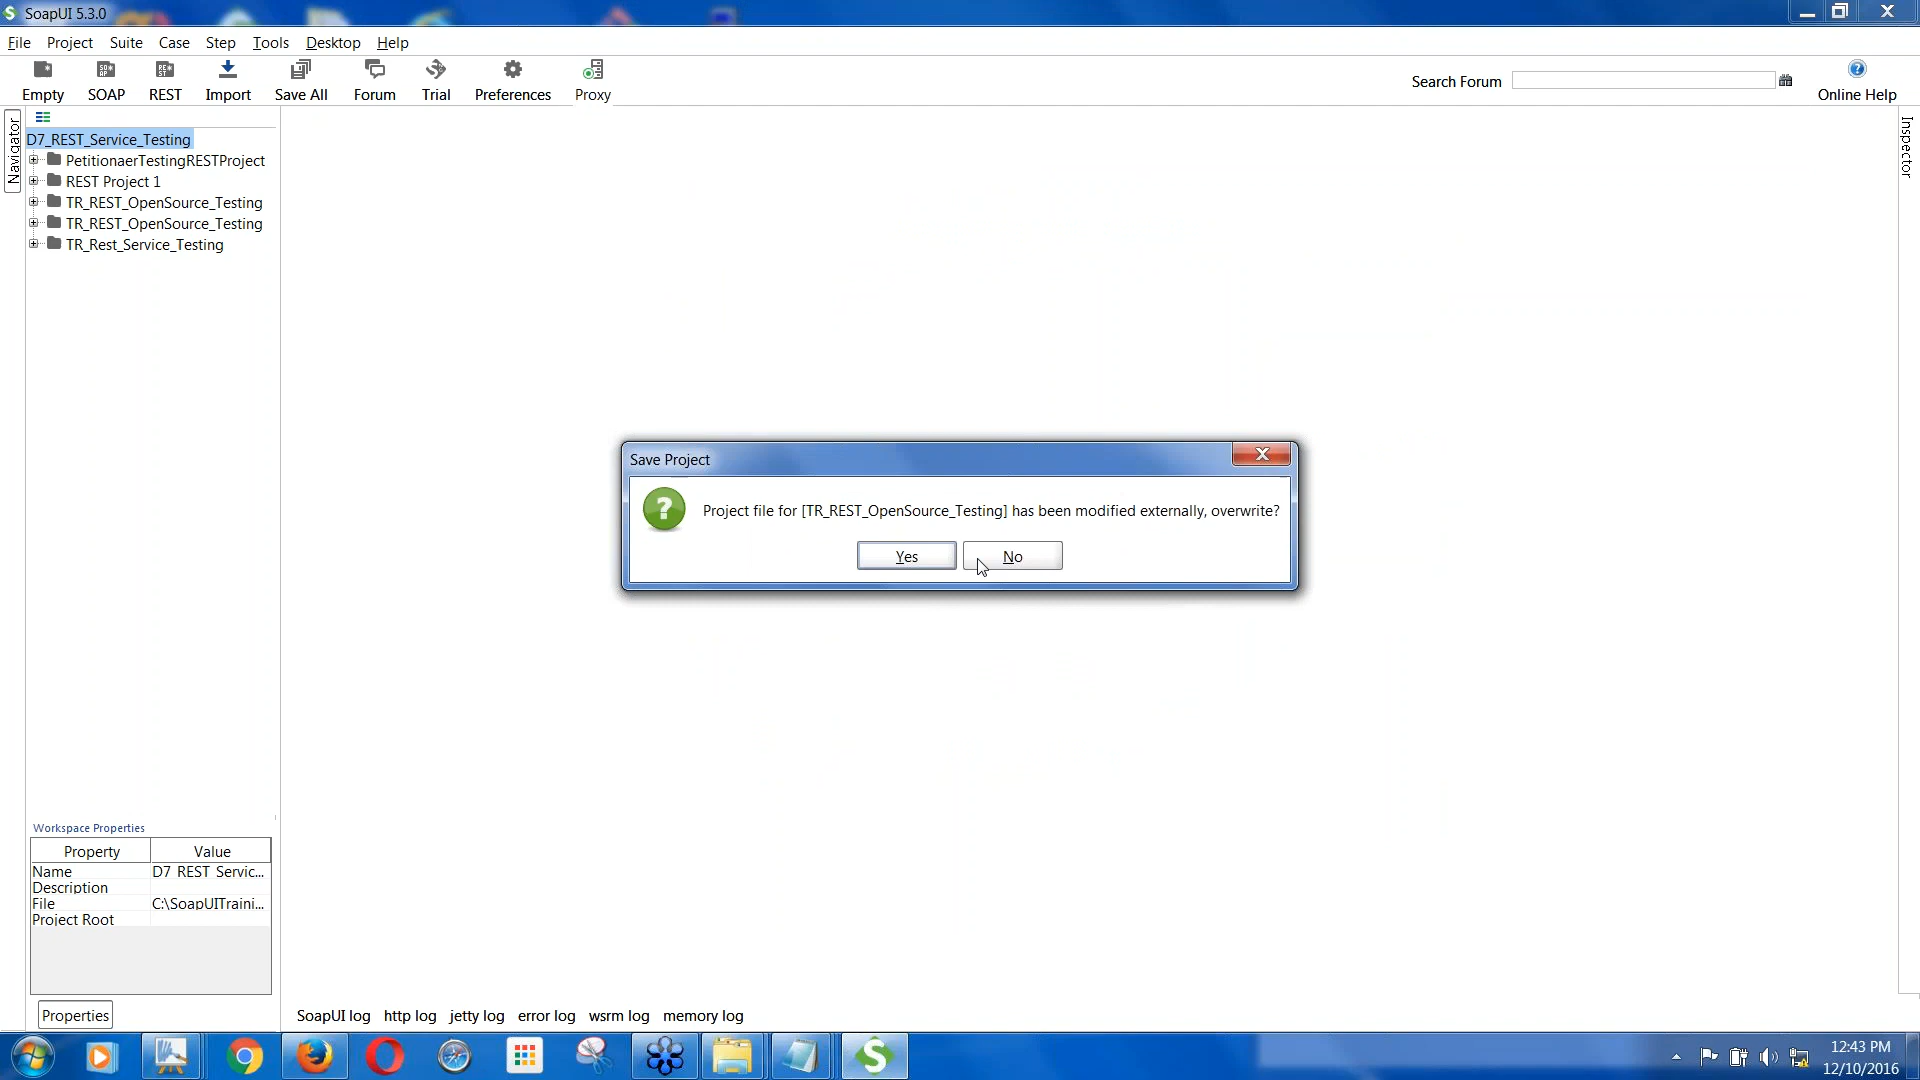 SoapUI 5.3.0
File Project Suite Case Step Tools Desktop Help
Empty SOAP REST Import Save All Forum Trial Preferences Proxy
Search Forum
Online Help
Navigator
Inspector
D7_REST_Service_Testing
PetitionaerTestingRESTProject
REST Project 1
TR_REST_OpenSource_Testing
TR_REST_OpenSource_Testing
TR_Rest_Service_Testing
Save Project
Project file for [TR_REST_OpenSource_Testing] has been modified externally, overwrite?
Yes No
Workspace Properties
Property Value
Name D7 REST Servic...
Description
File C:\SoapUITraini...
Project Root
Properties
SoapUI log http log jetty log error log wsrm log memory log
12:43 PM
12/10/2016